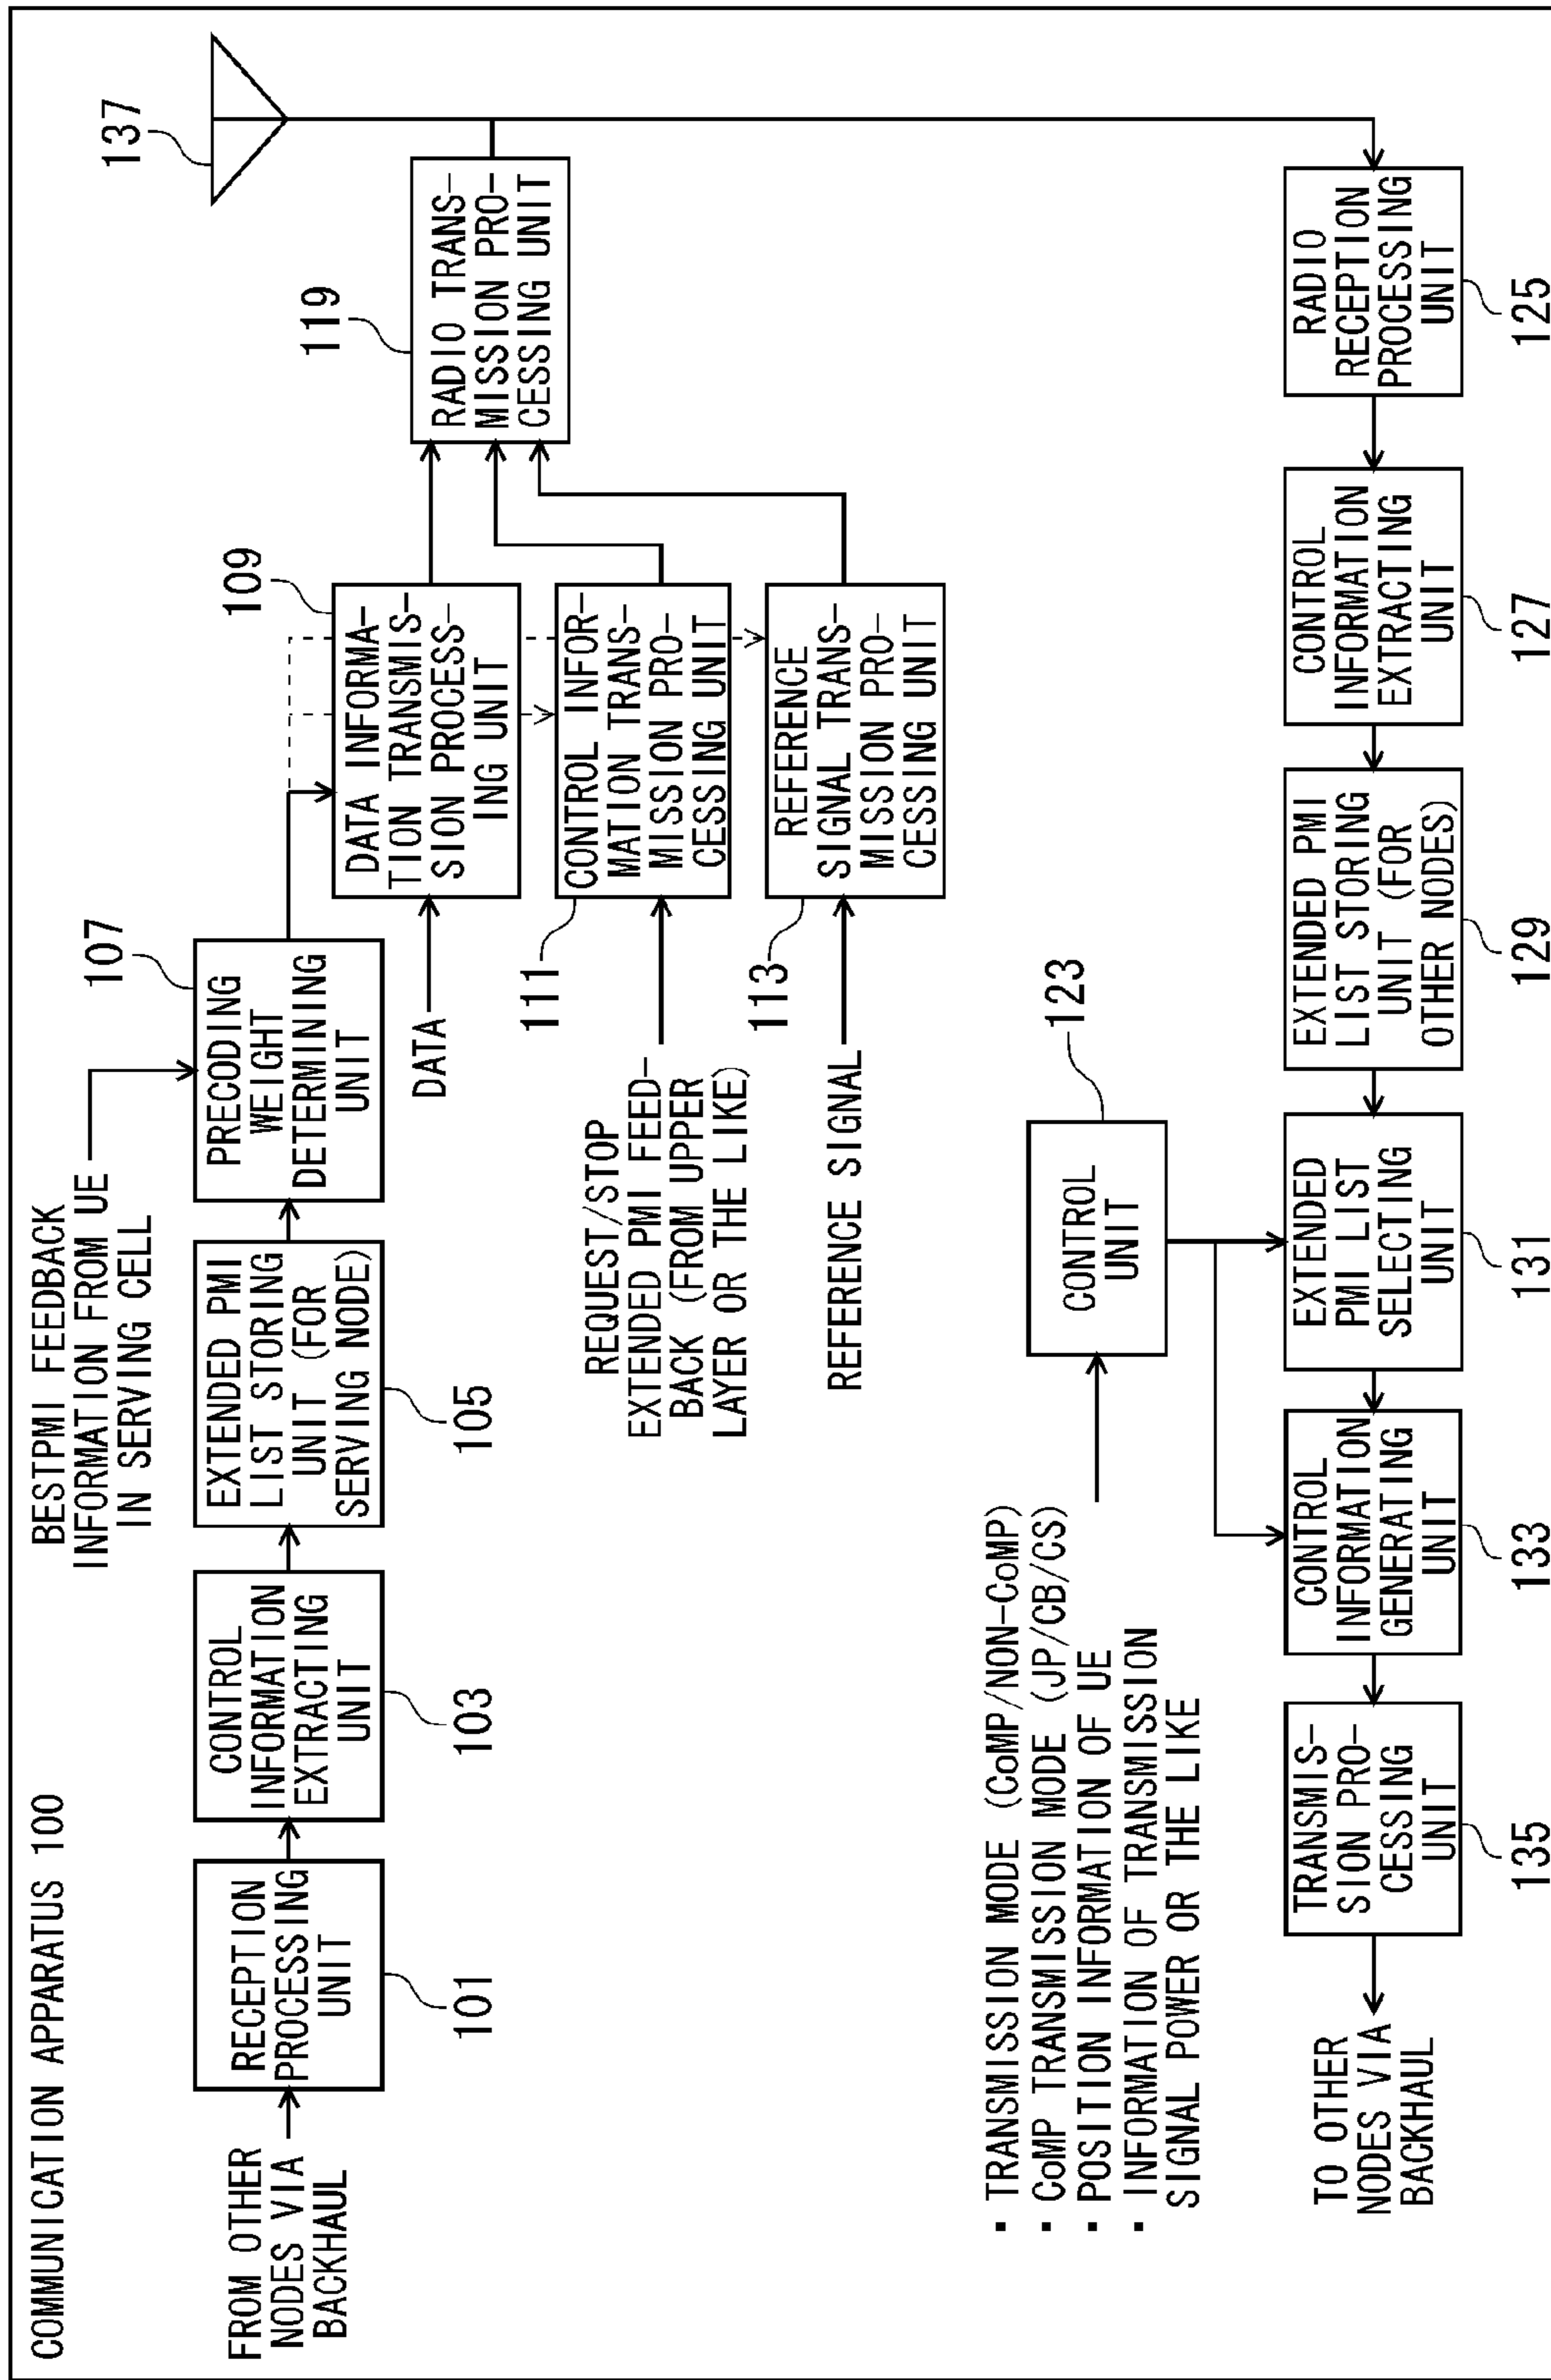 COMMUNICATION APPARATUS 100
FROM OTHER
NODES VIA
BACKHAUL
RECEPTION
PROCESSING
UNIT
101
CONTROL
INFORMATION
EXTRACTING
UNIT
103
EXTENDED PMI
LIST STORING
UNIT (FOR
SERVING NODE)
105
BESTPMI FEEDBACK
INFORMATION FROM UE
IN SERVING CELL
PRECODING
WEIGHT
DETERMINING
UNIT
107
DATA
DATA INFORMA-
TION TRANSMIS-
SION PROCESS-
ING UNIT
109
REQUEST/STOP
EXTENDED PMI FEED-
BACK (FROM UPPER
LAYER OR THE LIKE)
CONTROL INFOR-
MATION TRANS-
MISSION PRO-
CESSING UNIT
111
REFERENCE SIGNAL
REFERENCE
SIGNAL TRANS-
MISSION PRO-
CESSING UNIT
113
RADIO TRANS-
MISSION PRO-
CESSING UNIT
119
137
• TRANSMISSION MODE (CoMP/NON-CoMP)
• CoMP TRANSMISSION MODE (JP/CB/CS)
• POSITION INFORMATION OF UE
• INFORMATION OF TRANSMISSION
SIGNAL POWER OR THE LIKE
CONTROL
UNIT
123
TO OTHER
NODES VIA
BACKHAUL
TRANSMIS-
SION PRO-
CESSING
UNIT
135
CONTROL
INFORMATION
GENERATING
UNIT
133
EXTENDED
PMI LIST
SELECTING
UNIT
131
EXTENDED PMI
LIST STORING
UNIT (FOR
OTHER NODES)
129
CONTROL
INFORMATION
EXTRACTING
UNIT
127
RADIO
RECEPTION
PROCESSING
UNIT
125